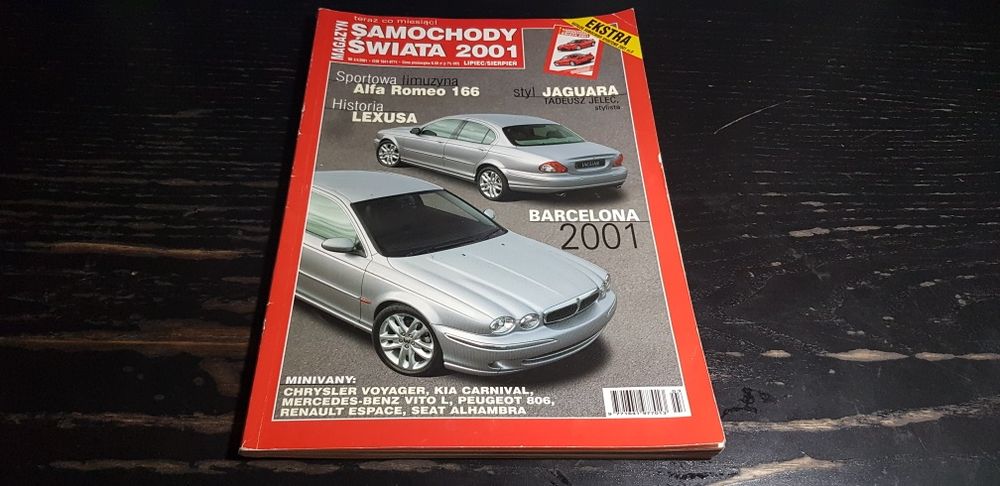 teraz co miesiąc!
MAGAZYN
SAMOCHODY
ŚWIATA 2001
LIPIEC/SIERPIEŃ
EKSTRA
Sportowa limuzyna
Alfa Romeo 166
styl JAGUARA
TADEUSZ JELEC,
stylista
Historia
LEXUSA
JAGUAR
BARCELONA
2001
MINIVANY:
CHRYSLER VOYAGER, KIA CARNIVAL,
MERCEDES-BENZ VITO L, PEUGEOT 806,
RENAULT ESPACE, SEAT ALHAMBRA